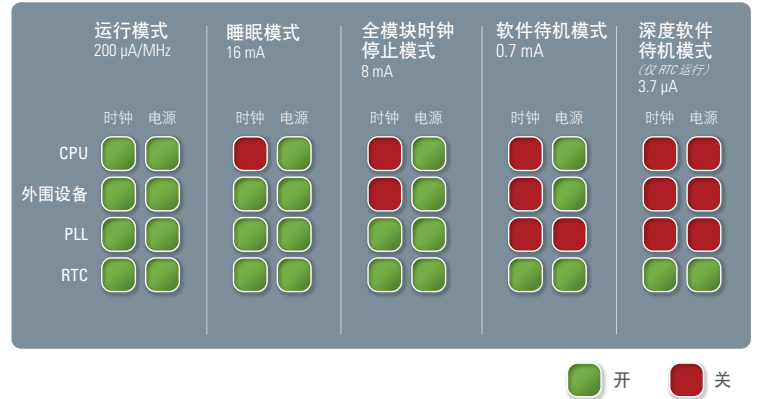 运行模式
200 µA/MHz
睡眠模式
16 mA
全模块时钟
停止模式
8 mA
软件待机模式
0.7 mA
深度软件
待机模式
（仅 RTC 运行）
3.7 µA
时钟 电源 时钟 电源 时钟 电源 时钟 电源 时钟 电源
CPU
外围设备
PLL
RTC
开 关